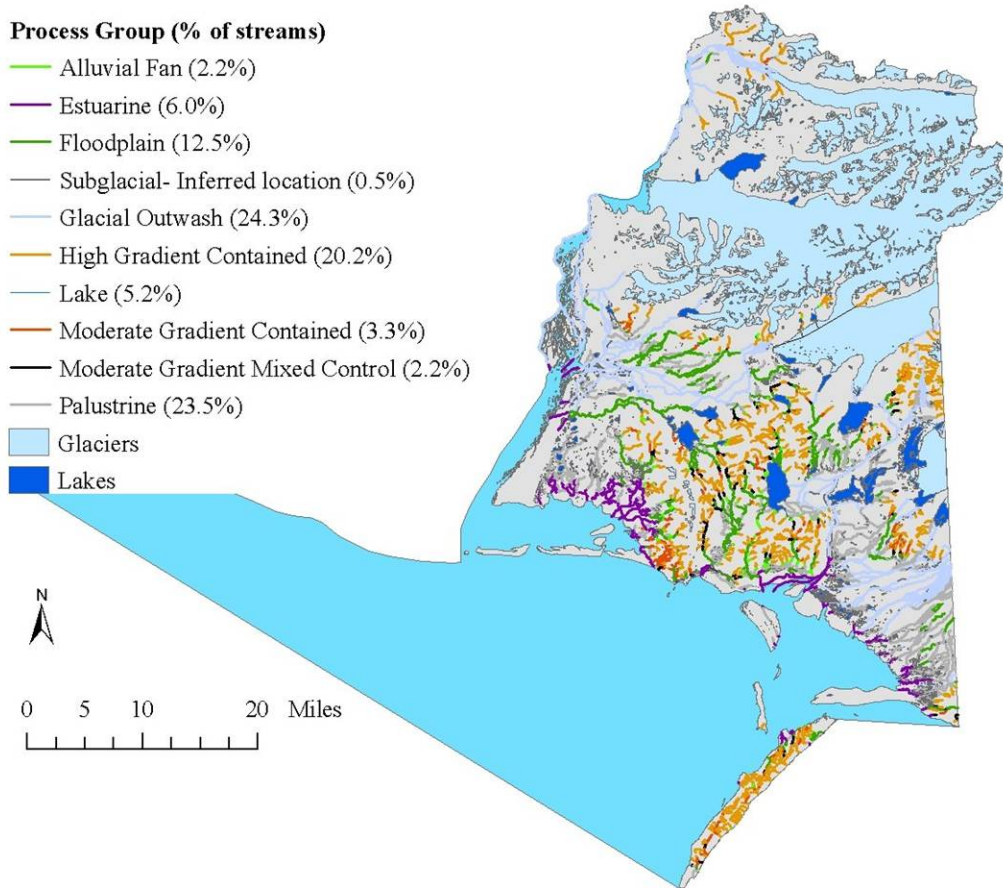 Process Group (% of streams)
Alluvial Fan (2.2%)
Estuarine (6.0%)
Floodplain (12.5%)
Subglacial- Inferred location (0.5%)
Glacial Outwash (24.3%)
High Gradient Contained (20.2%)
Lake (5.2%)
Moderate Gradient Contained (3.3%)
Moderate Gradient Mixed Control (2.2%)
Palustrine (23.5%)
Glaciers
Lakes
N
0 5 10 20 Miles